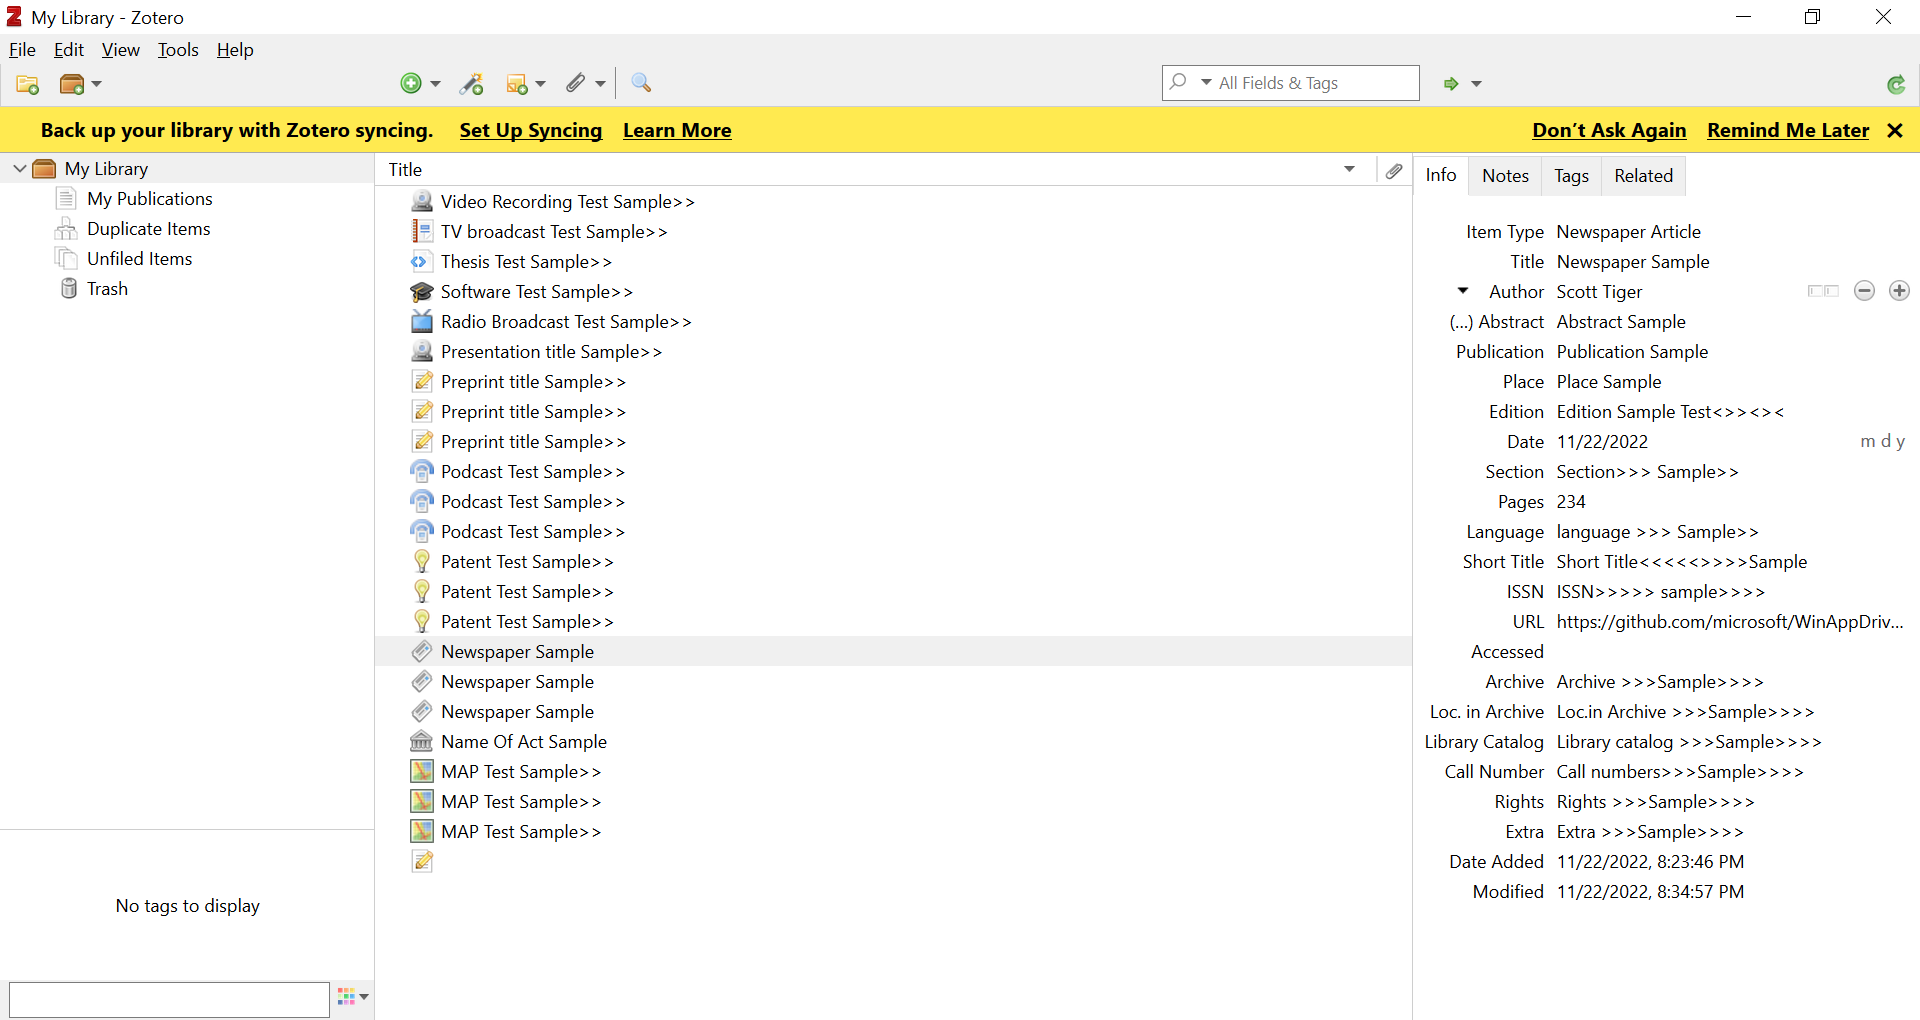 My Library - Zotero
File Edit View Tools Help
All Fields & Tags
Back up your library with Zotero syncing. Set Up Syncing Learn More Don't Ask Again Remind Me Later
My Library
My Publications
Duplicate Items
Unfiled Items
Trash
No tags to display
Title
Video Recording Test Sample>>
TV broadcast Test Sample>>
Thesis Test Sample>>
Software Test Sample>>
Radio Broadcast Test Sample>>
Presentation title Sample>>
Preprint title Sample>>
Preprint title Sample>>
Preprint title Sample>>
Podcast Test Sample>>
Podcast Test Sample>>
Podcast Test Sample>>
Patent Test Sample>>
Patent Test Sample>>
Patent Test Sample>>
Newspaper Sample
Newspaper Sample
Newspaper Sample
Name Of Act Sample
MAP Test Sample>>
MAP Test Sample>>
MAP Test Sample>>
Info Notes Tags Related
Item Type Newspaper Article
Title Newspaper Sample
Author Scott Tiger
(...) Abstract Abstract Sample
Publication Publication Sample
Place Place Sample
Edition Edition Sample Test<>><><
Date 11/22/2022 m d y
Section Section>>> Sample>>
Pages 234
Language language >>> Sample>>
Short Title Short Title<<<<<>>>>Sample
ISSN ISSN>>>>> sample>>>>
URL https://github.com/microsoft/WinAppDriv...
Accessed
Archive Archive >>>Sample>>>>
Loc. in Archive Loc.in Archive >>>Sample>>>>
Library Catalog Library catalog >>>Sample>>>>
Call Number Call numbers>>>Sample>>>>
Rights Rights >>>Sample>>>>
Extra Extra >>>Sample>>>>
Date Added 11/22/2022, 8:23:46 PM
Modified 11/22/2022, 8:34:57 PM